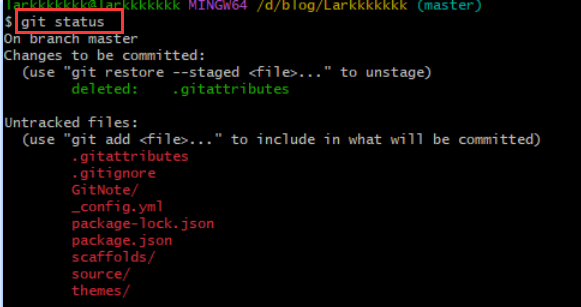 larkkkkkkk@larkkkkkkk MINGW64 /d/blog/Larkkkkkkk (master)
$ git status
On branch master
Changes to be committed:
  (use "git restore --staged <file>..." to unstage)
        deleted:    .gitattributes

Untracked files:
  (use "git add <file>..." to include in what will be committed)
        .gitattributes
        .gitignore
        GitNote/
        _config.yml
        package-lock.json
        package.json
        scaffolds/
        source/
        themes/